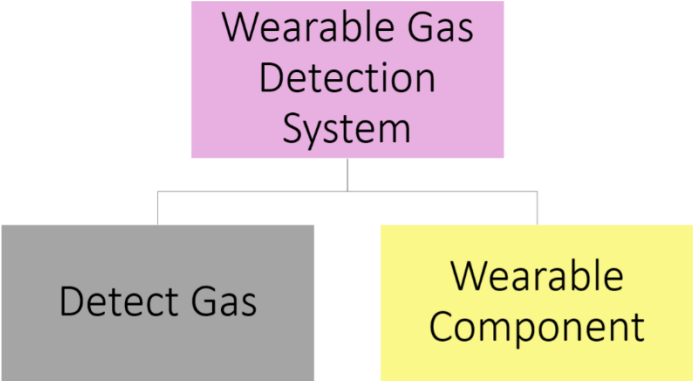 Wearable Gas
Detection
System
Detect Gas
Wearable
Component